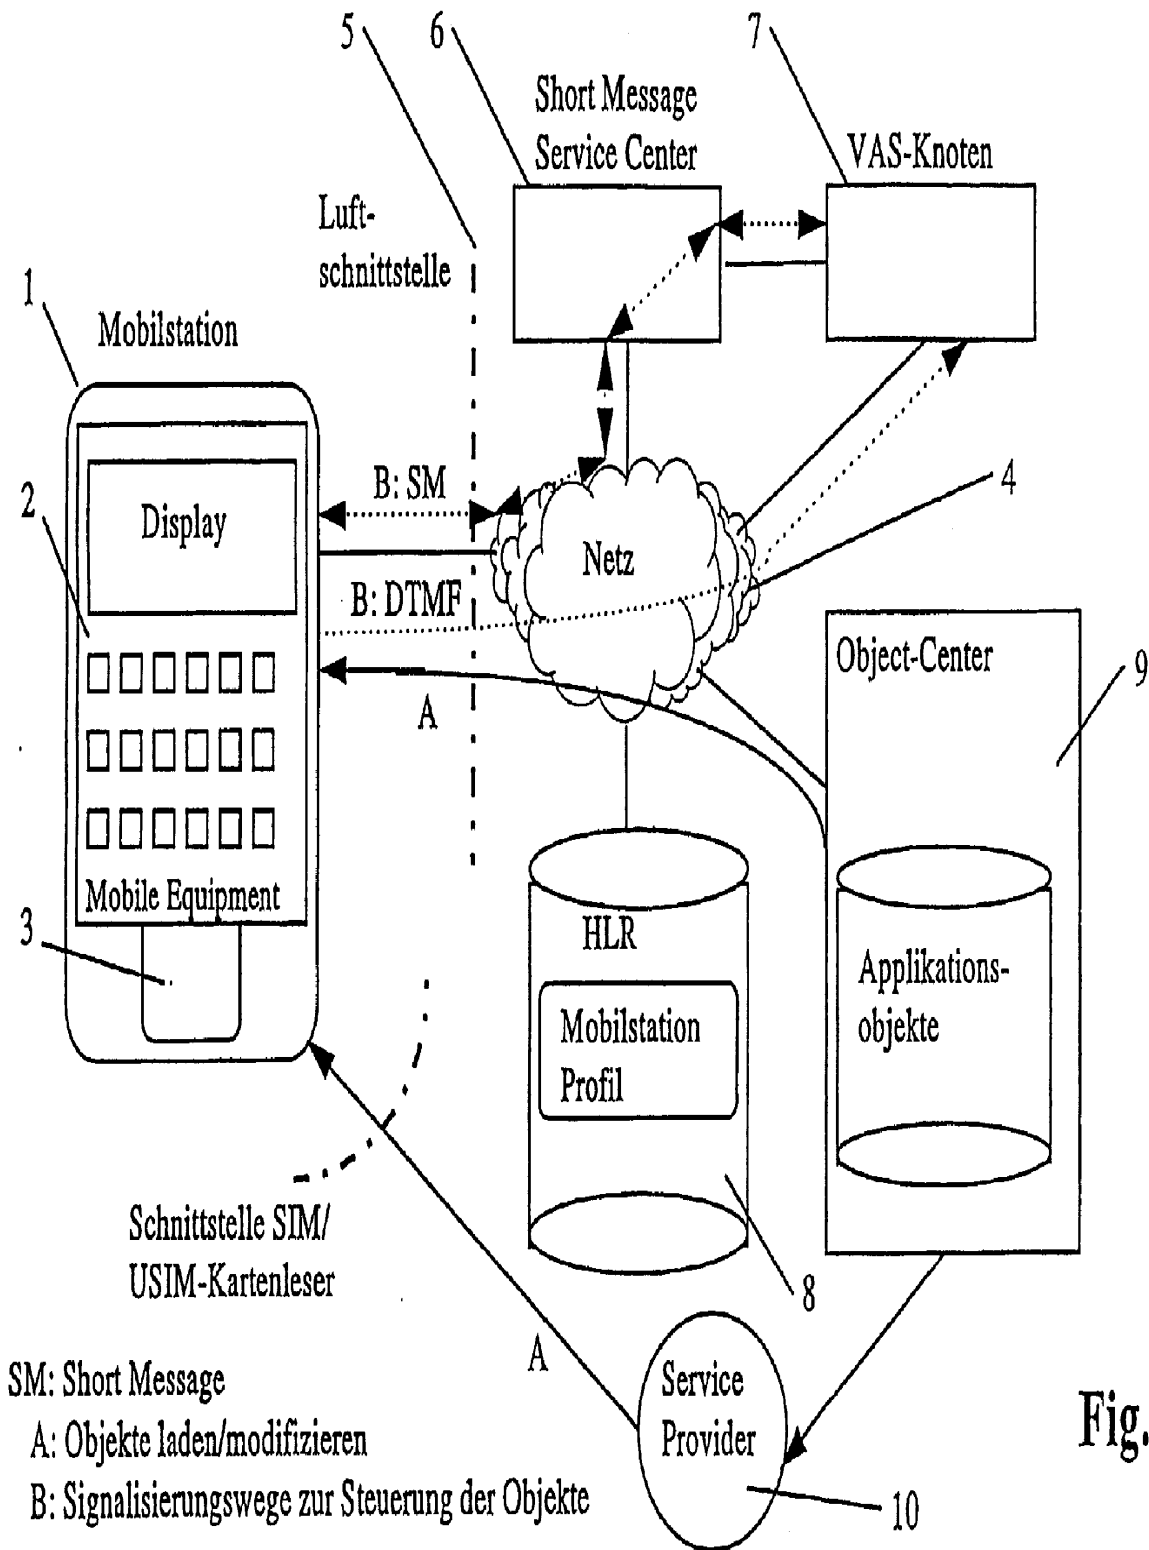 5
6
7
Short Message
Service Center
VAS-Knoten
Luft-
schnittstelle
1
Mobilstation
2
Display
B: SM
Netz
4
B: DTMF
A
Object-Center
9
Mobile Equipment
3
HLR
Mobilstation
Profil
Applikations-
objekte
Schnittstelle SIM/
USIM-Kartenleser
8
A
Service
Provider
10
SM: Short Message
A: Objekte laden/modifizieren
B: Signalisierungswege zur Steuerung der Objekte
Fig.